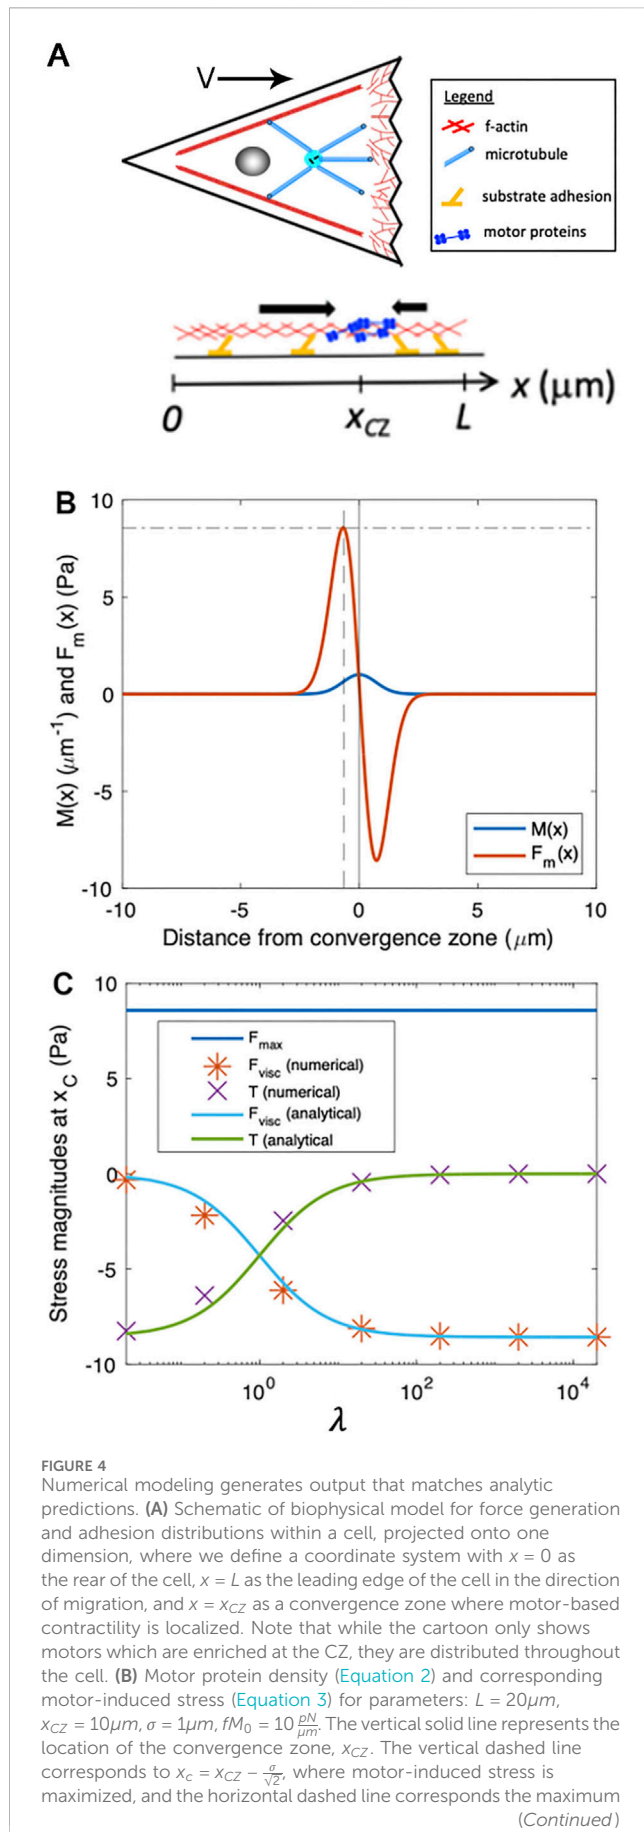 A
V
Legend
f-actin
microtubule
substrate adhesion
motor proteins
0
x_CZ
L
x (μm)
B
M(x) (μm⁻¹) and F_m(x) (Pa)
10
5
0
-5
-10
M(x)
F_m(x)
-10
-5
0
5
10
Distance from convergence zone (μm)
C
Stress magnitudes at x_C (Pa)
10
5
0
-5
-10
F_max
F_visc (numerical)
T (numerical)
F_visc (analytical)
T (analytical
10⁰
10²
10⁴
λ
FIGURE 4
Numerical modeling generates output that matches analytic
predictions. (A) Schematic of biophysical model for force generation
and adhesion distributions within a cell, projected onto one
dimension, where we define a coordinate system with x = 0 as
the rear of the cell, x = L as the leading edge of the cell in the direction
of migration, and x = x_CZ as a convergence zone where motor-based
contractility is localized. Note that while the cartoon only shows
motors which are enriched at the CZ, they are distributed throughout
the cell. (B) Motor protein density (Equation 2) and corresponding
motor-induced stress (Equation 3) for parameters: L = 20μm,
x_CZ = 10μm, σ = 1μm, fM₀ = 10 pN/μm. The vertical solid line represents the
location of the convergence zone, x_CZ. The vertical dashed line
corresponds to x_c = x_CZ − σ/√2, where motor-induced stress is
maximized, and the horizontal dashed line corresponds the maximum
(Continued)